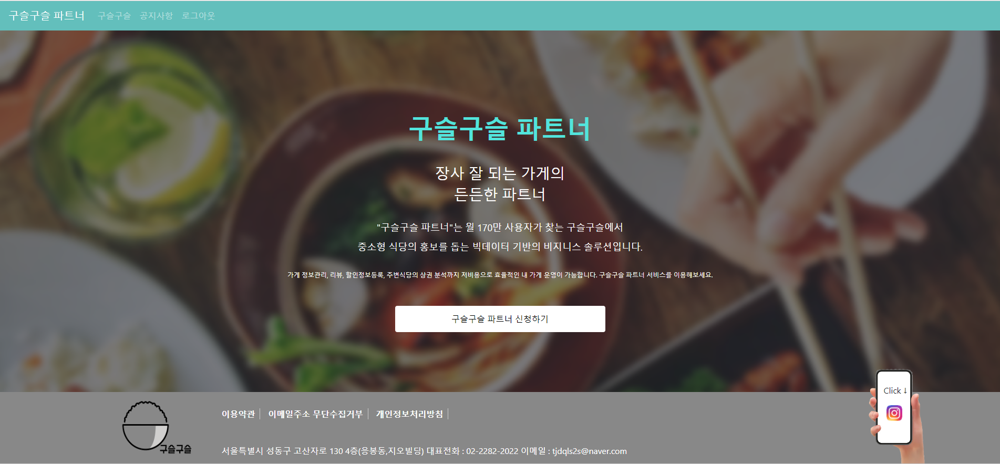 구슬구슬 파트너 구슬구슬 공지사항 로그아웃
구슬구슬 파트너
장사 잘 되는 가게의
든든한 파트너
"구슬구슬 파트너"는 월 170만 사용자가 찾는 구슬구슬에서
중소형 식당의 홍보를 돕는 빅데이터 기반의 비지니스 솔루션입니다.
가게 정보관리, 리뷰, 할인정보등록, 주변식당의 상권 분석까지 저비용으로 효율적인 내 가게 운영이 가능합니다. 구슬구슬 파트너 서비스를 이용해보세요.
구슬구슬 파트너 신청하기
Click ↓
구슬구슬
이용약관 이메일주소 무단수집거부 개인정보처리방침
서울특별시 성동구 고산자로 130 4층(응봉동,지오빌딩) 대표전화 : 02-2282-2022 이메일 : tjdqls2s@naver.com